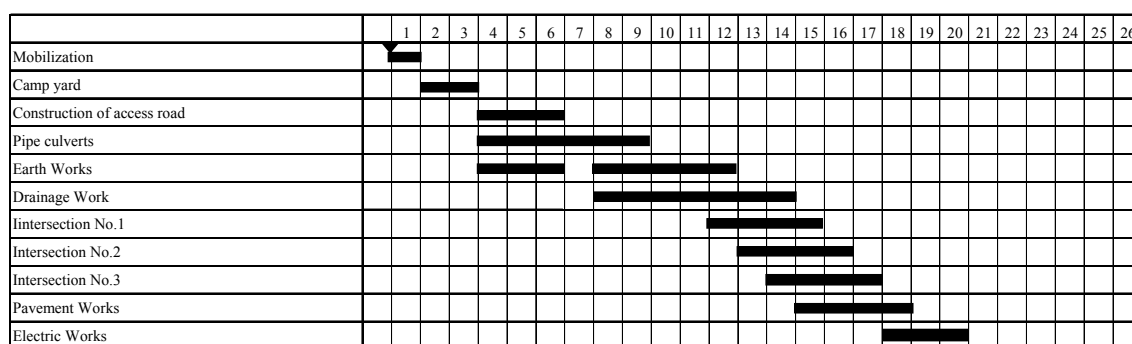 1 2 3 4 5 6 7 8 9 10 11 12 13 14 15 16 17 18 19 20 21 22 23 24 25 26
Mobilization
Camp yard
Construction of access road
Pipe culverts
Earth Works
Drainage Work
Iintersection No.1
Intersection No.2
Intersection No.3
Pavement Works
Electric Works